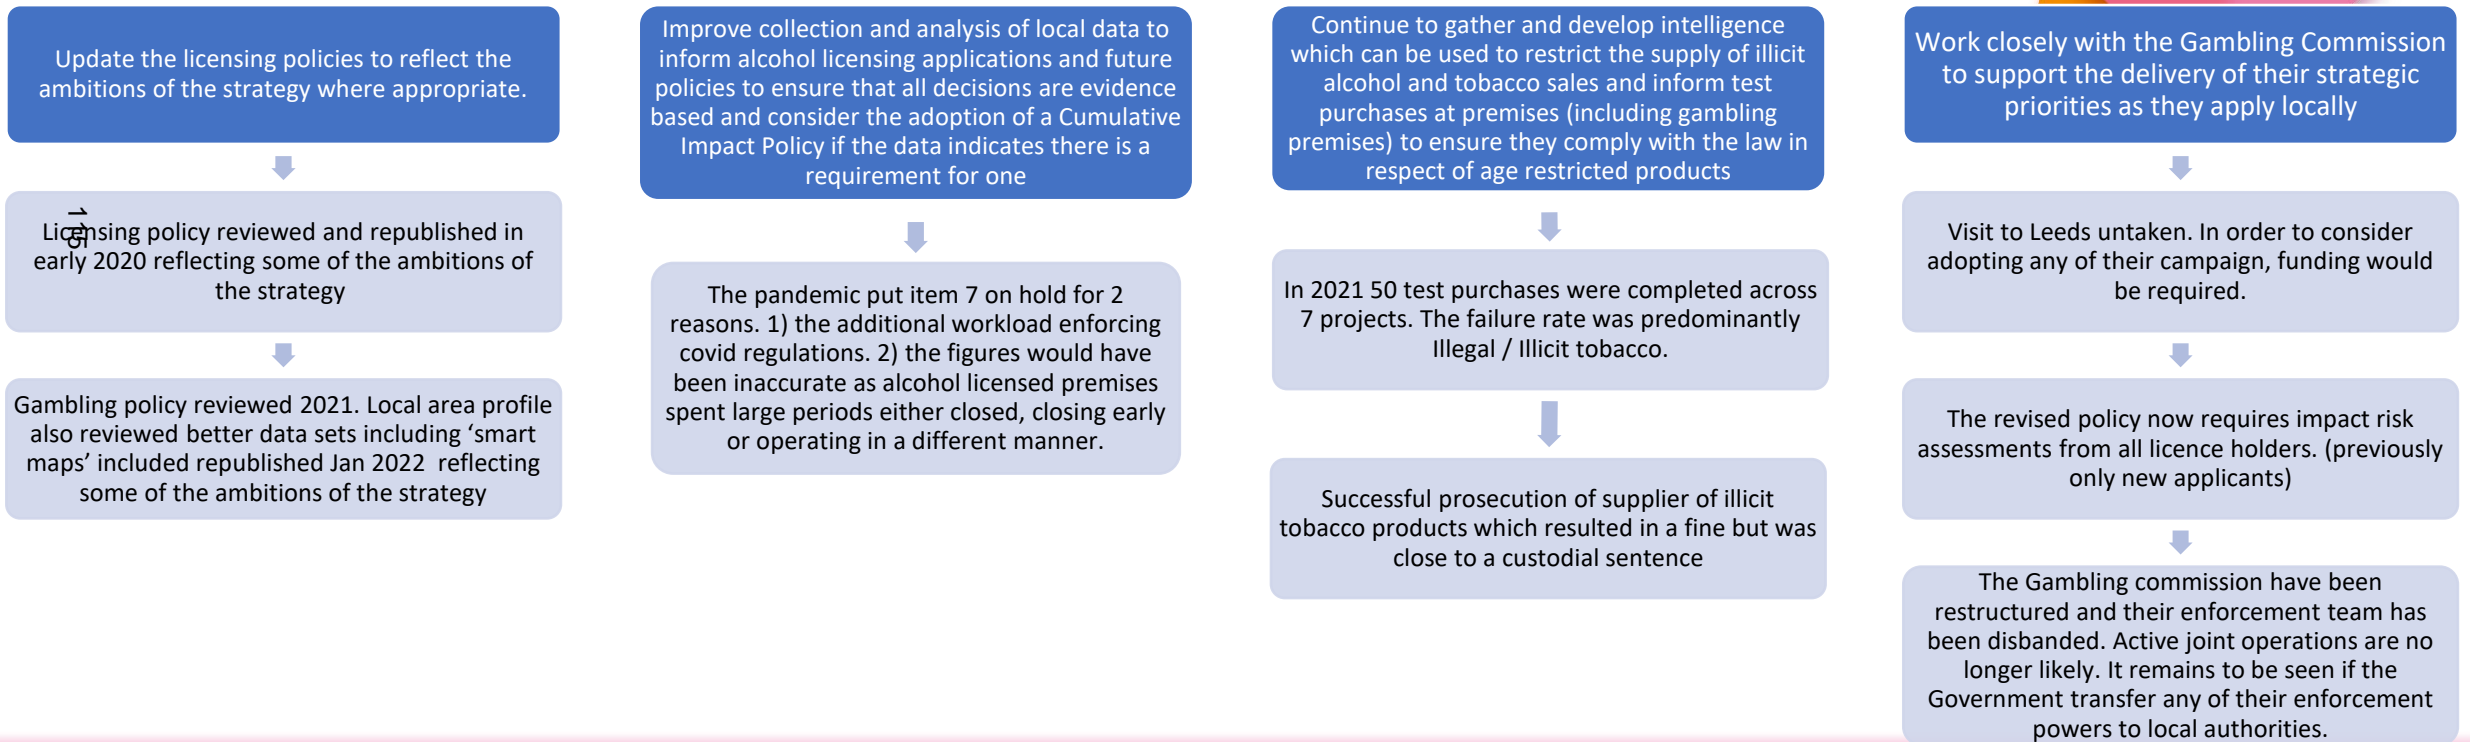 Update the licensing policies to reflect the
ambitions of the strategy where appropriate.
Licensing policy reviewed and republished in
early 2020 reflecting some of the ambitions of
the strategy
115
Gambling policy reviewed 2021. Local area profile
also reviewed better data sets including ‘smart
maps’ included republished Jan 2022  reflecting
some of the ambitions of the strategy
Improve collection and analysis of local data to
inform alcohol licensing applications and future
policies to ensure that all decisions are evidence
based and consider the adoption of a Cumulative
Impact Policy if the data indicates there is a
requirement for one
The pandemic put item 7 on hold for 2
reasons. 1) the additional workload enforcing
covid regulations. 2) the figures would have
been inaccurate as alcohol licensed premises
spent large periods either closed, closing early
or operating in a different manner.
Continue to gather and develop intelligence
which can be used to restrict the supply of illicit
alcohol and tobacco sales and inform test
purchases at premises (including gambling
premises) to ensure they comply with the law in
respect of age restricted products
In 2021 50 test purchases were completed across
7 projects. The failure rate was predominantly
Illegal / Illicit tobacco.
Successful prosecution of supplier of illicit
tobacco products which resulted in a fine but was
close to a custodial sentence
Work closely with the Gambling Commission
to support the delivery of their strategic
priorities as they apply locally
Visit to Leeds untaken. In order to consider
adopting any of their campaign, funding would
be required.
The revised policy now requires impact risk
assessments from all licence holders. (previously
only new applicants)
The Gambling commission have been
restructured and their enforcement team has
been disbanded. Active joint operations are no
longer likely. It remains to be seen if the
Government transfer any of their enforcement
powers to local authorities.